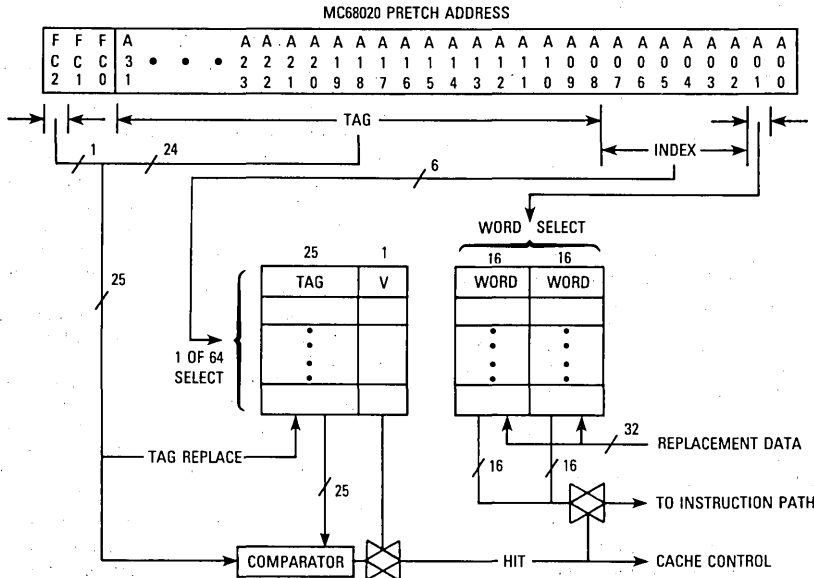 MC68020 PRETCH ADDRESS
F F F A • • • A A A A A A A A A A A A A A A A A A A A A A A A
C C C 3 2 2 2 2 1 1 1 1 1 1 1 1 1 1 0 0 0 0 0 0 0 0 0 0
2 1 0 1 3 2 1 0 9 8 7 6 5 4 3 2 1 0 9 8 7 6 5 4 3 2 1 0
TAG
1 24
INDEX
6
WORD SELECT
25 1 16 16
TAG V WORD WORD
25
1 OF 64
SELECT
32 REPLACEMENT DATA
TAG REPLACE
16 16
25
TO INSTRUCTION PATH
COMPARATOR
HIT
CACHE CONTROL